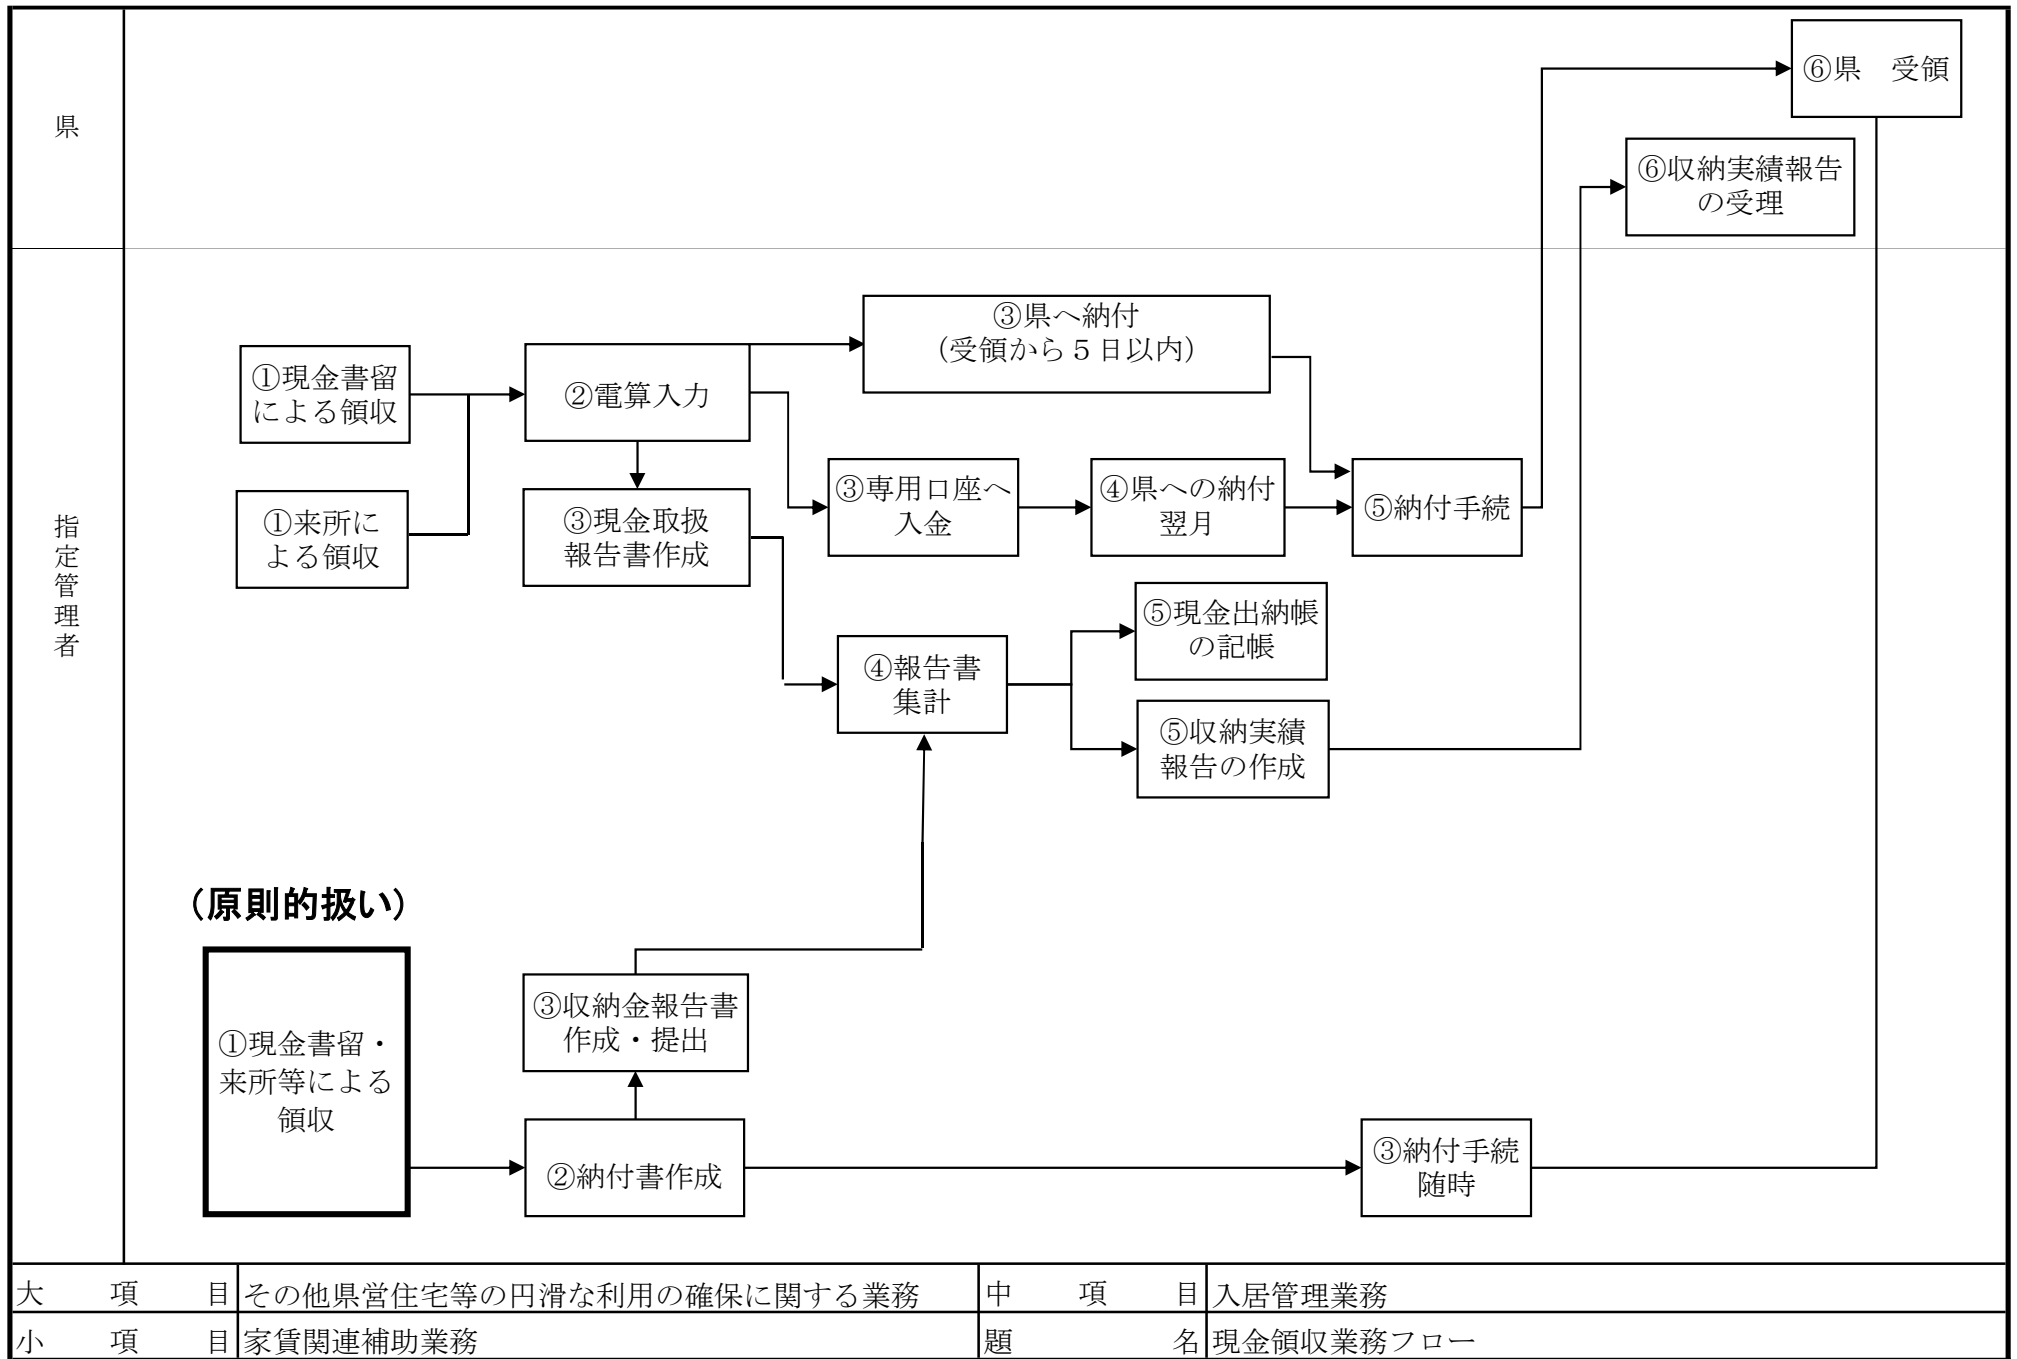 県
⑥県　受領
⑥収納実績報告
の受理
指定管理者
③県へ納付
（受領から５日以内）
①現金書留
による領収
②電算入力
①来所に
よる領収
③現金取扱
報告書作成
③専用口座へ
入金
④県への納付
翌月
⑤納付手続
⑤現金出納帳
の記帳
④報告書
集計
⑤収納実績
報告の作成
（原則的扱い）
①現金書留・
来所等による
領収
③収納金報告書
作成・提出
②納付書作成
③納付手続
随時
大　項　目　その他県営住宅等の円滑な利用の確保に関する業務　中　項　目　入居管理業務
小　項　目　家賃関連補助業務　題　名　現金領収業務フロー